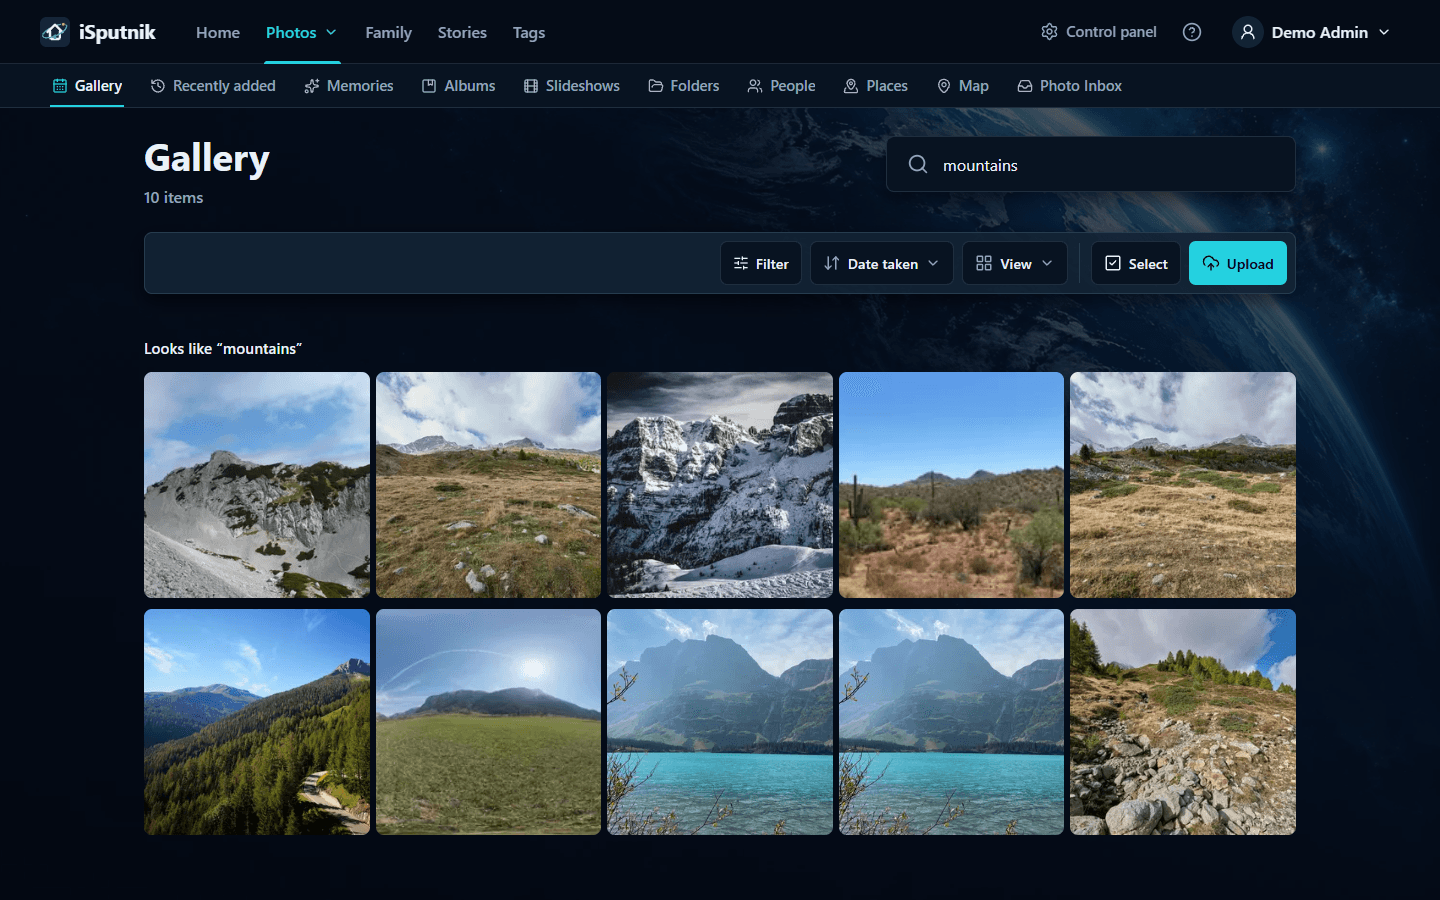 iSputnik
Home
Photos
Family
Stories
Tags
Control panel
Demo Admin
Gallery
Recently added
Memories
Albums
Slideshows
Folders
People
Places
Map
Photo Inbox
Gallery
10 items
mountains
Filter
Date taken
View
Select
Upload
Looks like “mountains”